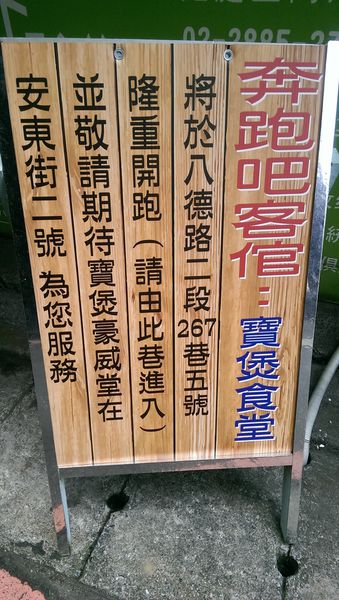 奔跑吧客倌：寶煲食堂
將於八德路二段267巷五號
隆重開跑（請由此巷進入）
並敬請期待寶煲豪威堂在
安東街二號 為您服務